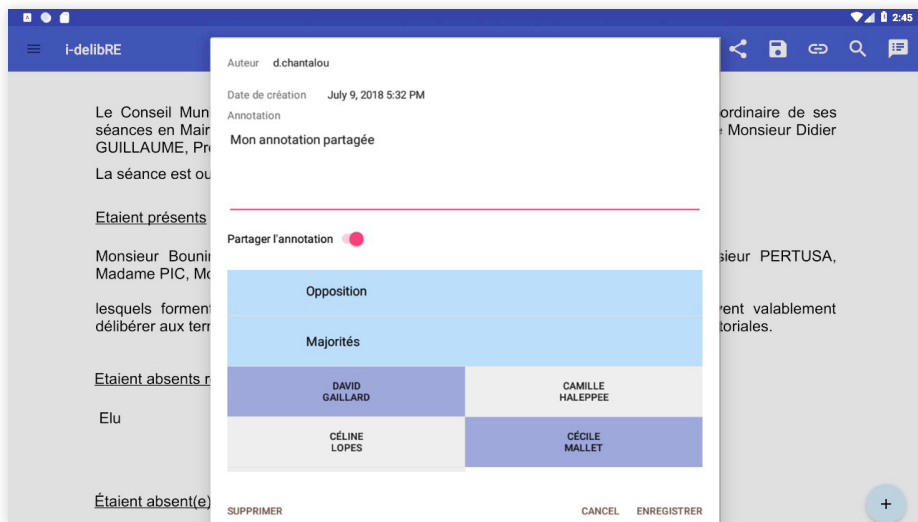 2:45
i-delibRE
Auteur d.chantalou
Date de création July 9, 2018 5:32 PM
Annotation
Mon annotation partagée
Partager l'annotation
Opposition
Majorités
DAVID
GAILLARD
CAMILLE
HALEPPEE
CÉLINE
LOPES
CÉCILE
MALLET
SUPPRIMER
CANCEL ENREGISTRER
Le Conseil Mun
ordinaire de ses
séances en Mair
Monsieur Didier
GUILLAUME, Pr
La séance est ou
Etaient présents
Monsieur Bounin
sieur PERTUSA,
Madame PIC, Mo
lesquels forment
vent valablement
délibérer aux terr
toriales.
Etaient absents r
Elu
Étaient absent(e)
+